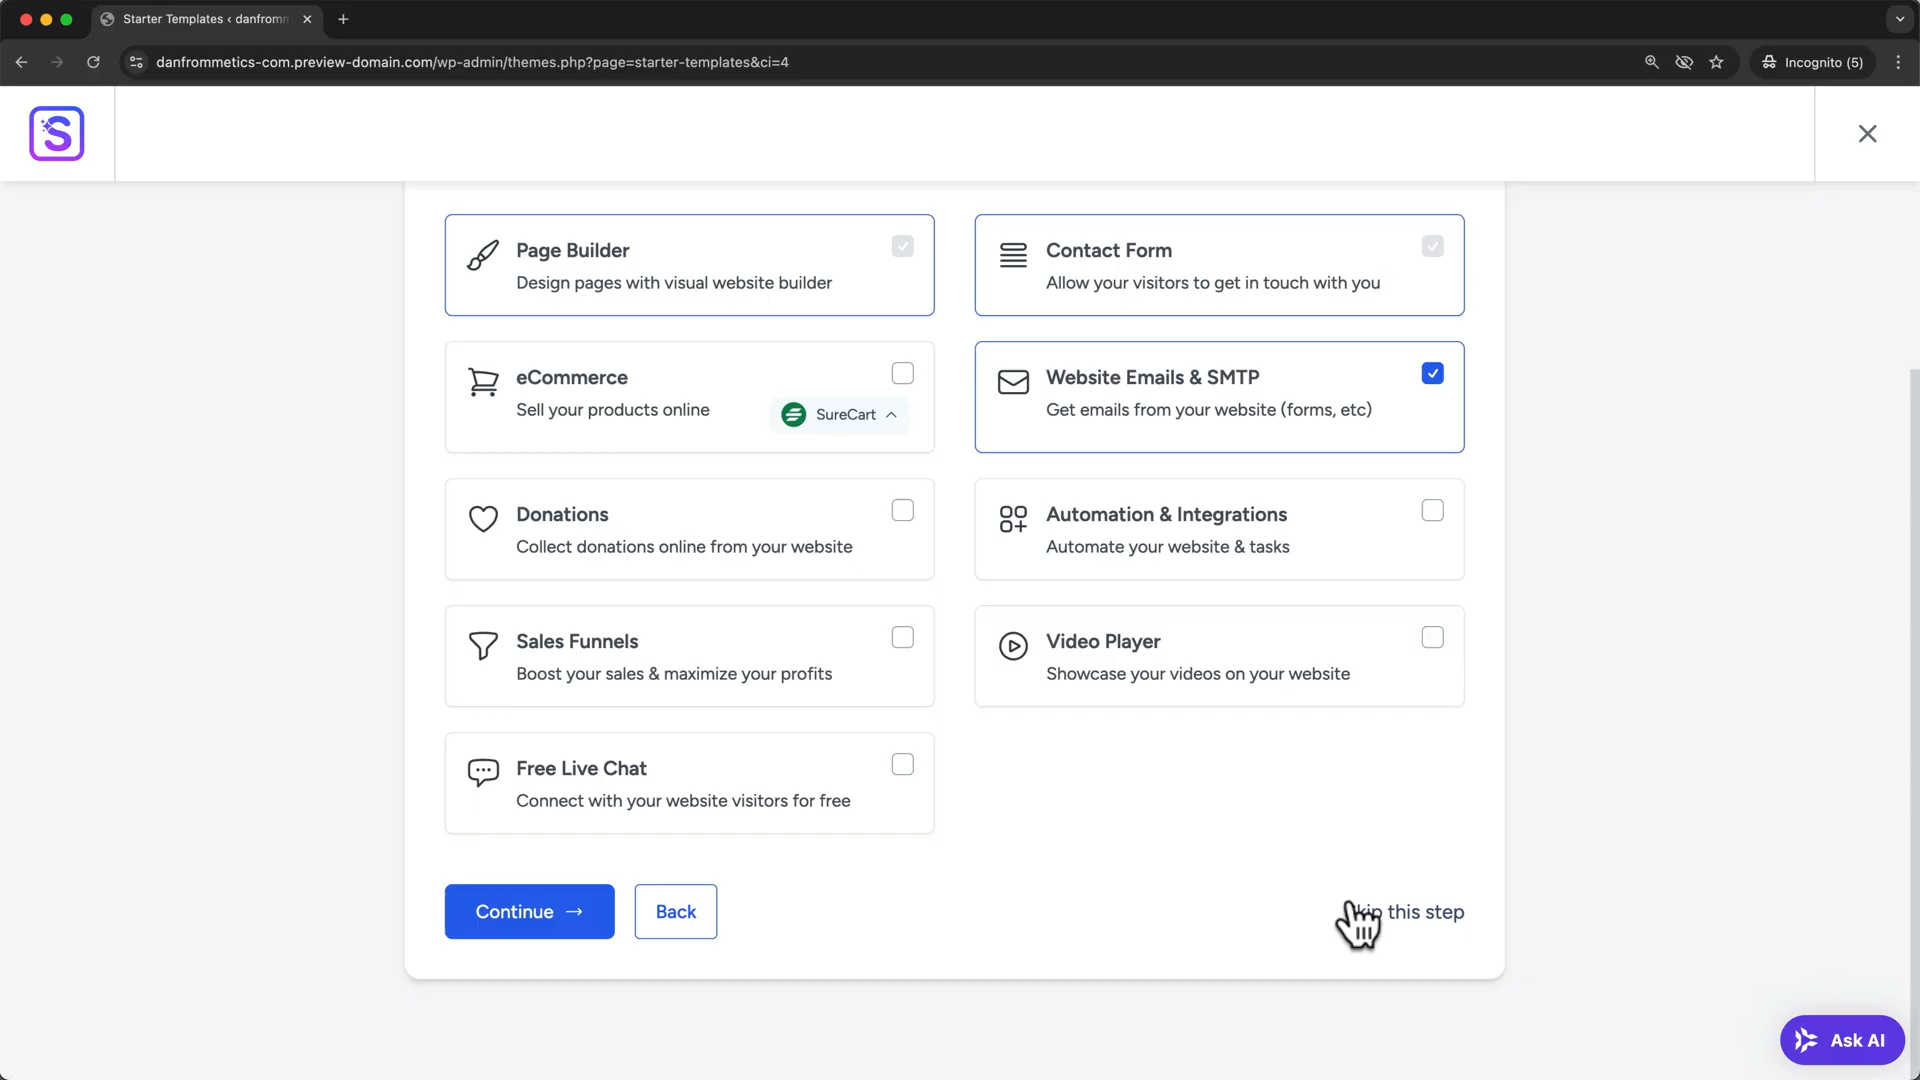 Starter Templates ‹ danfromm
danfrommetics-com.preview-domain.com/wp-admin/themes.php?page=starter-templates&ci=4
Incognito (5)
S
Page Builder
Design pages with visual website builder
Contact Form
Allow your visitors to get in touch with you
eCommerce
Sell your products online
SureCart
Website Emails & SMTP
Get emails from your website (forms, etc)
Donations
Collect donations online from your website
Automation & Integrations
Automate your website & tasks
Sales Funnels
Boost your sales & maximize your profits
Video Player
Showcase your videos on your website
Free Live Chat
Connect with your website visitors for free
Continue →
Back
this step
Ask AI